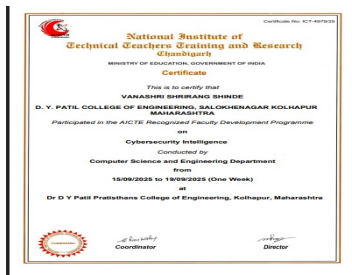 Certificate No: ICT-4979/25
National Institute of
Technical Teachers Training and Research
Chandigarh
MINISTRY OF EDUCATION, GOVERNMENT OF INDIA
Certificate
This is to certify that
VANASHRI SHRIRANG SHINDE
D. Y. PATIL COLLEGE OF ENGINEERING, SALOKHENAGAR KOLHAPUR
MAHARASHTRA
Participated in the AICTE Recognized Faculty Development Programme
on
Cybersecurity Intelligence
Conducted by
Computer Science and Engineering Department
from
15/09/2025 to 19/09/2025 (One Week)
at
Dr D Y Patil Pratisthans College of Engineering, Kolhapur, Maharashtra
Coordinator
Director